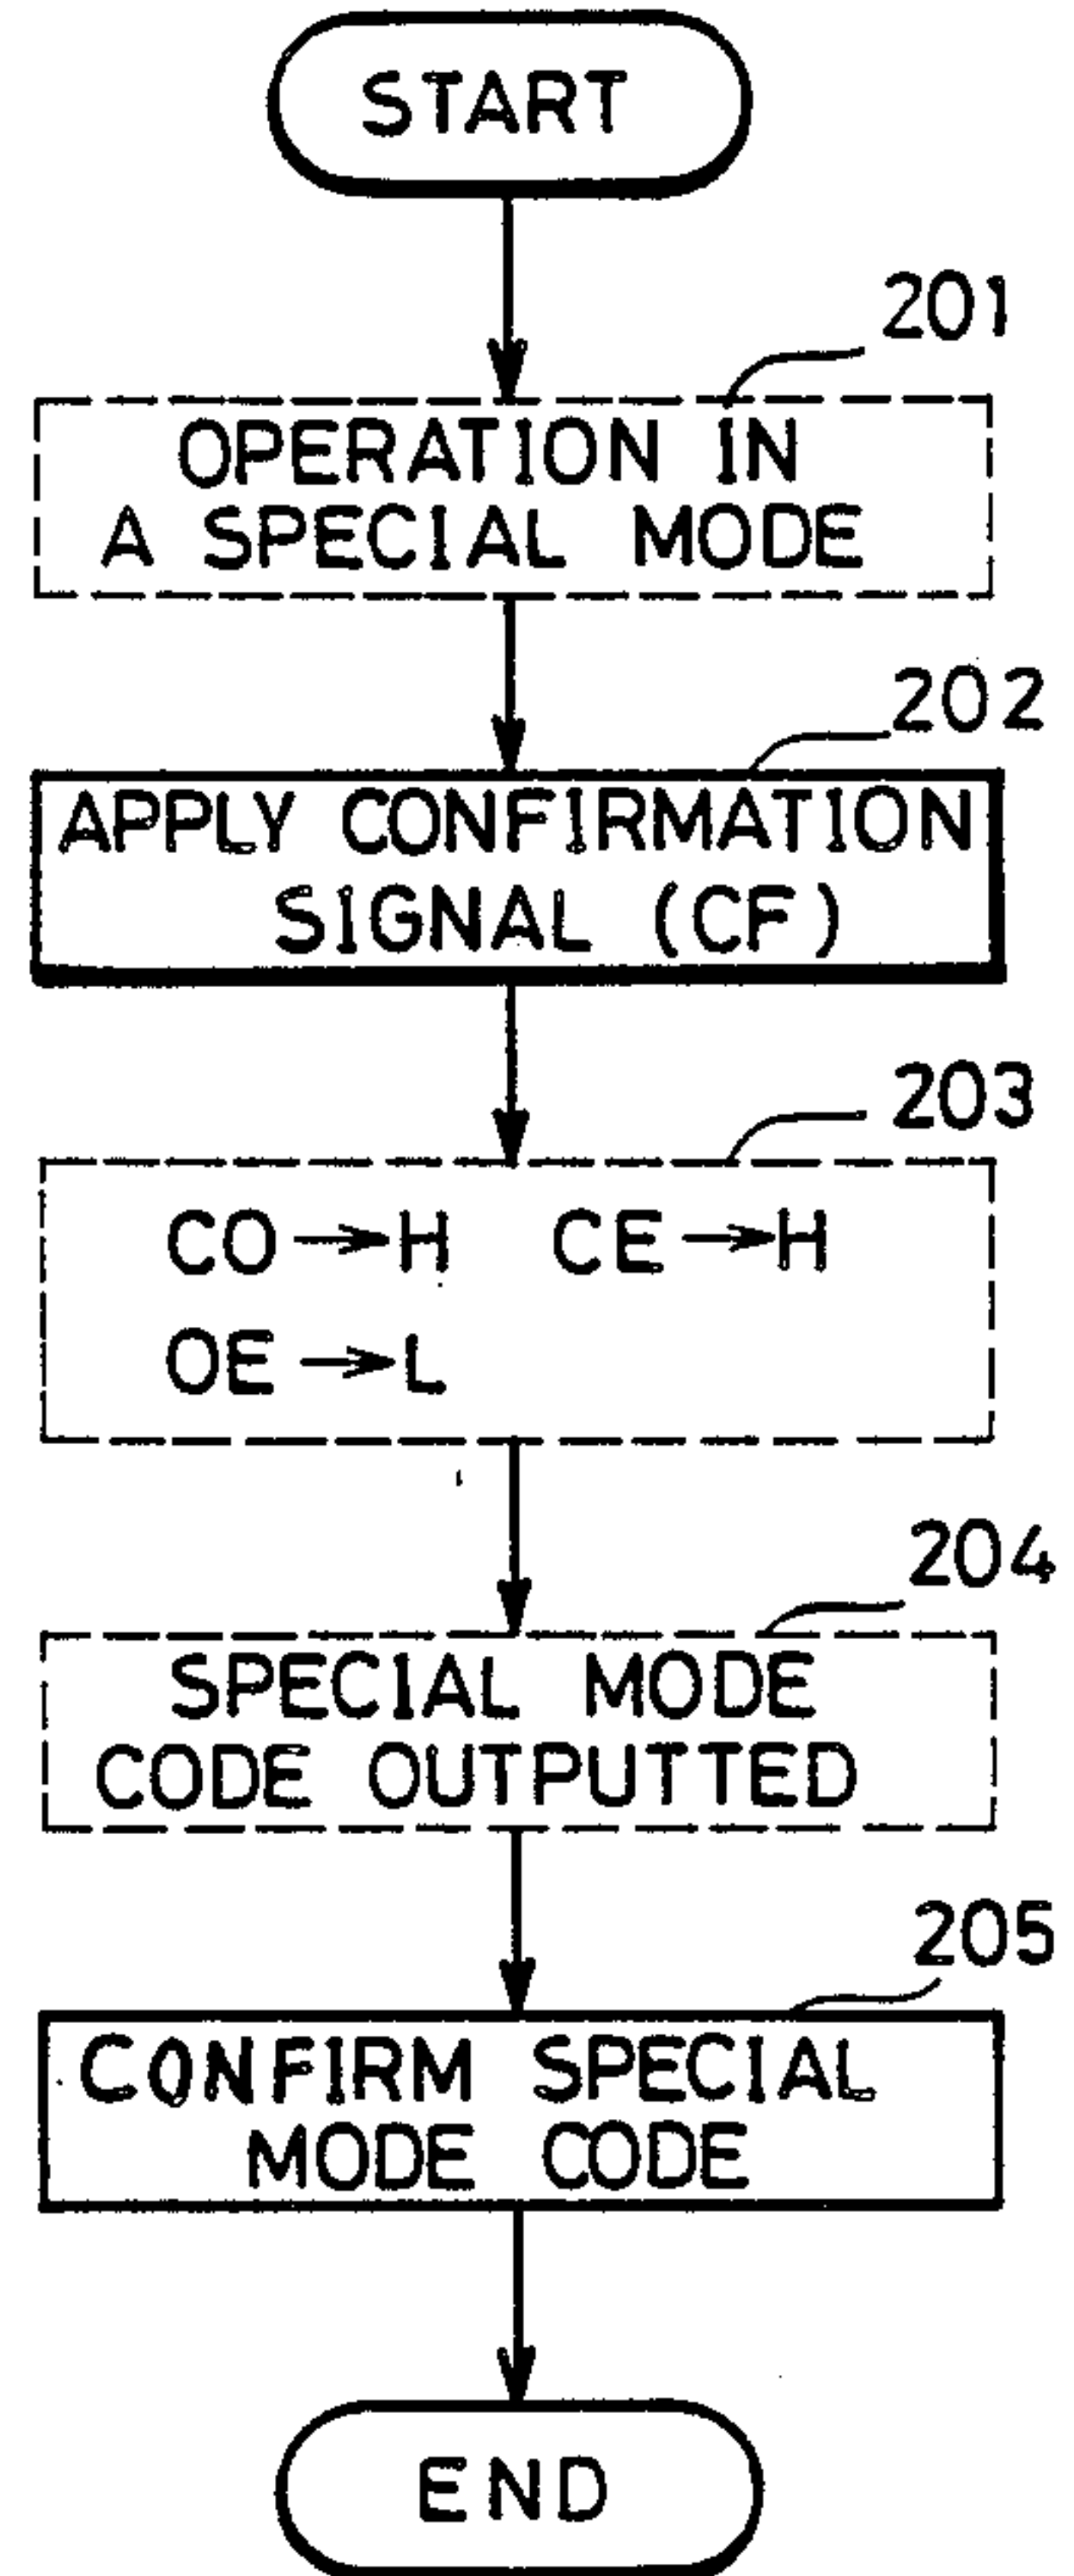 START
201
OPERATION IN
A SPECIAL MODE
202
APPLY CONFIRMATION
SIGNAL (CF)
203
CO→H CE→H
OE→L
204
SPECIAL MODE
CODE OUTPUTTED
205
CONFIRM SPECIAL
MODE CODE
END